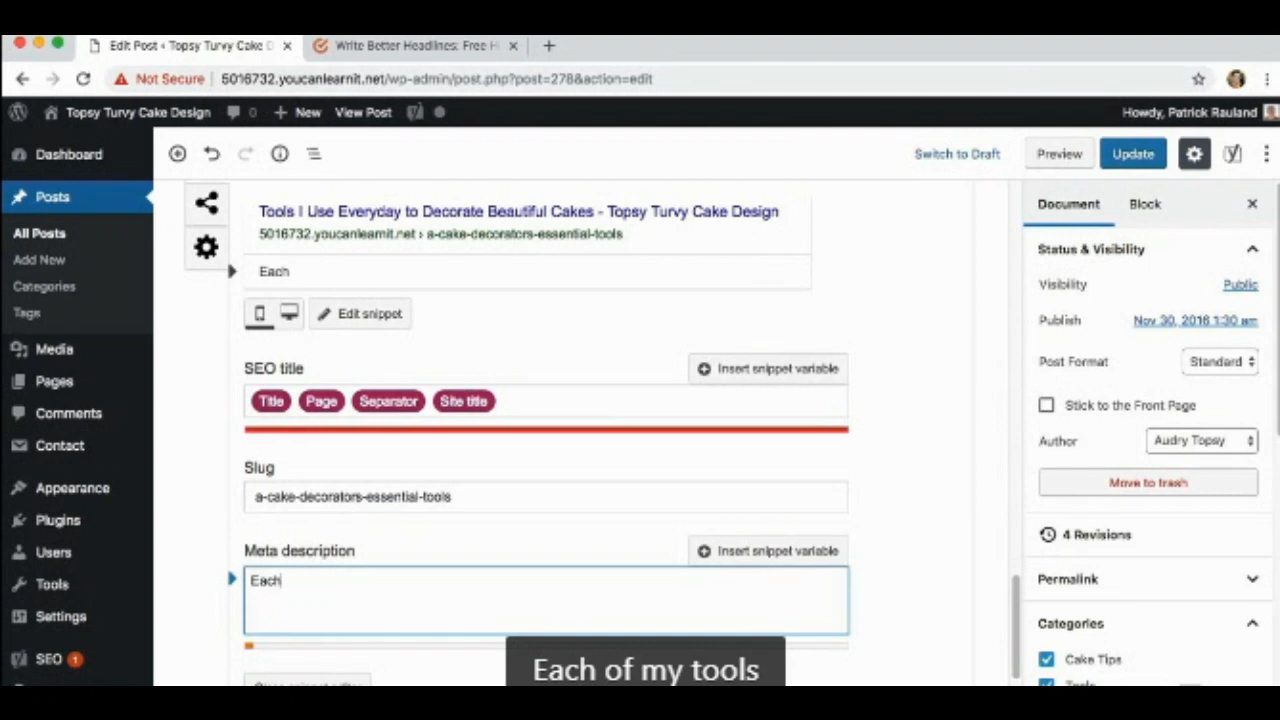 Edit Post ‹ Topsy Turvy Cake D
Write Better Headlines: Free H
Not Secure | 5016732.youcanlearnit.net/wp-admin/post.php?post=278&action=edit
Topsy Turvy Cake Design 0 New View Post Howdy, Patrick Rauland
Dashboard
Posts
All Posts
Add New
Categories
Tags
Media
Pages
Comments
Contact
Appearance
Plugins
Users
Tools
Settings
SEO 1
Switch to Draft Preview Update
Tools I Use Everyday to Decorate Beautiful Cakes - Topsy Turvy Cake Design
5016732.youcanlearnit.net › a-cake-decorators-essential-tools
Each
Edit snippet
SEO title Insert snippet variable
Title Page Separator Site title
Slug
a-cake-decorators-essential-tools
Meta description Insert snippet variable
Each
Each of my tools
Document Block
Status & Visibility
Visibility Public
Publish Nov 30, 2016 1:30 am
Post Format Standard
Stick to the Front Page
Author Audry Topsy
Move to trash
4 Revisions
Permalink
Categories
Cake Tips